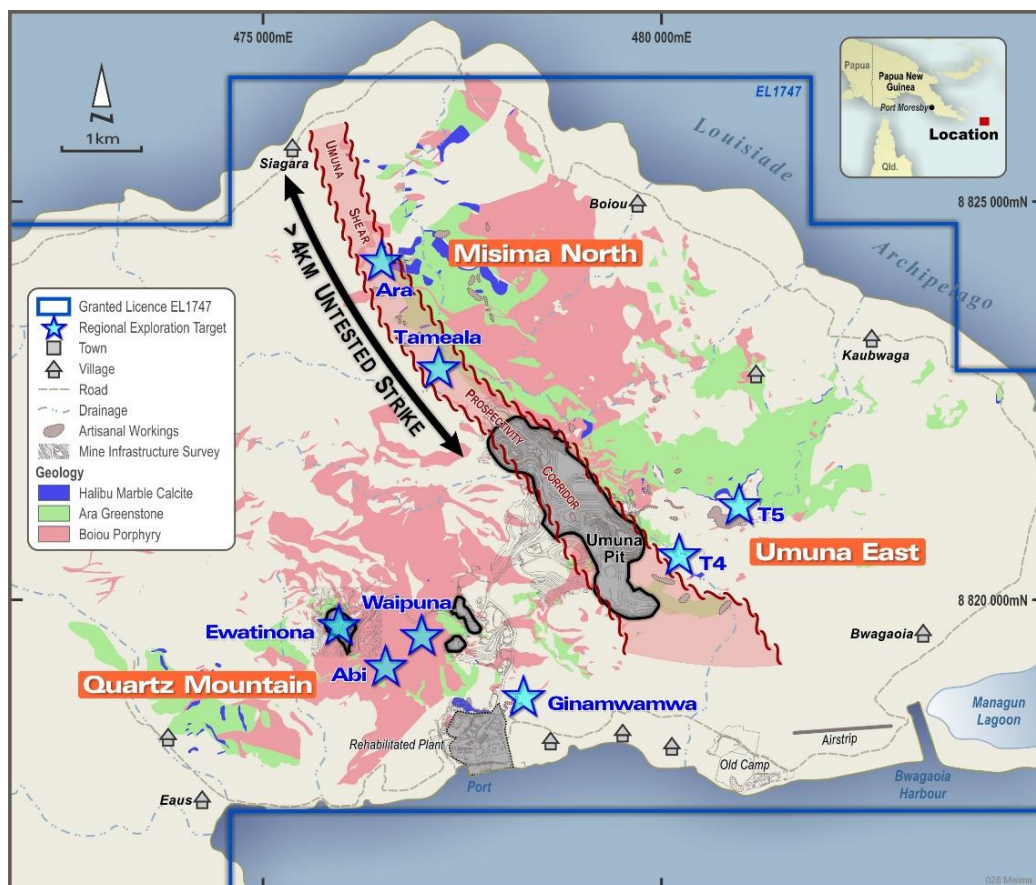 475 000mE
480 000mE
EL1747
Papua
Papua New
Guinea
Port Moresby
Location
Qld.
1km
Louisiade
Archipelago
8 825 000mN
Siagara
UMUNA
SHEAR
Boiou
Misima North
Ara
> 4KM UNTESTED STRIKE
Tameala
Kaubwaga
Granted Licence EL1747
Regional Exploration Target
Town
Village
Road
Drainage
Artisanal Workings
Mine Infrastructure Survey
Geology
Halibu Marble Calcite
Ara Greenstone
Boiou Porphyry
PROSPECTIVITY
CORRIDOR
T5
Umuna
Pit
T4
Umuna East
8 820 000mN
Waipuna
Ewatinona
Abi
Bwagaoia
Quartz Mountain
Ginamwamwa
Managun
Lagoon
Rehabilitated Plant
Airstrip
Old Camp
Port
Bwagaoia
Harbour
Eaus
028 Misima